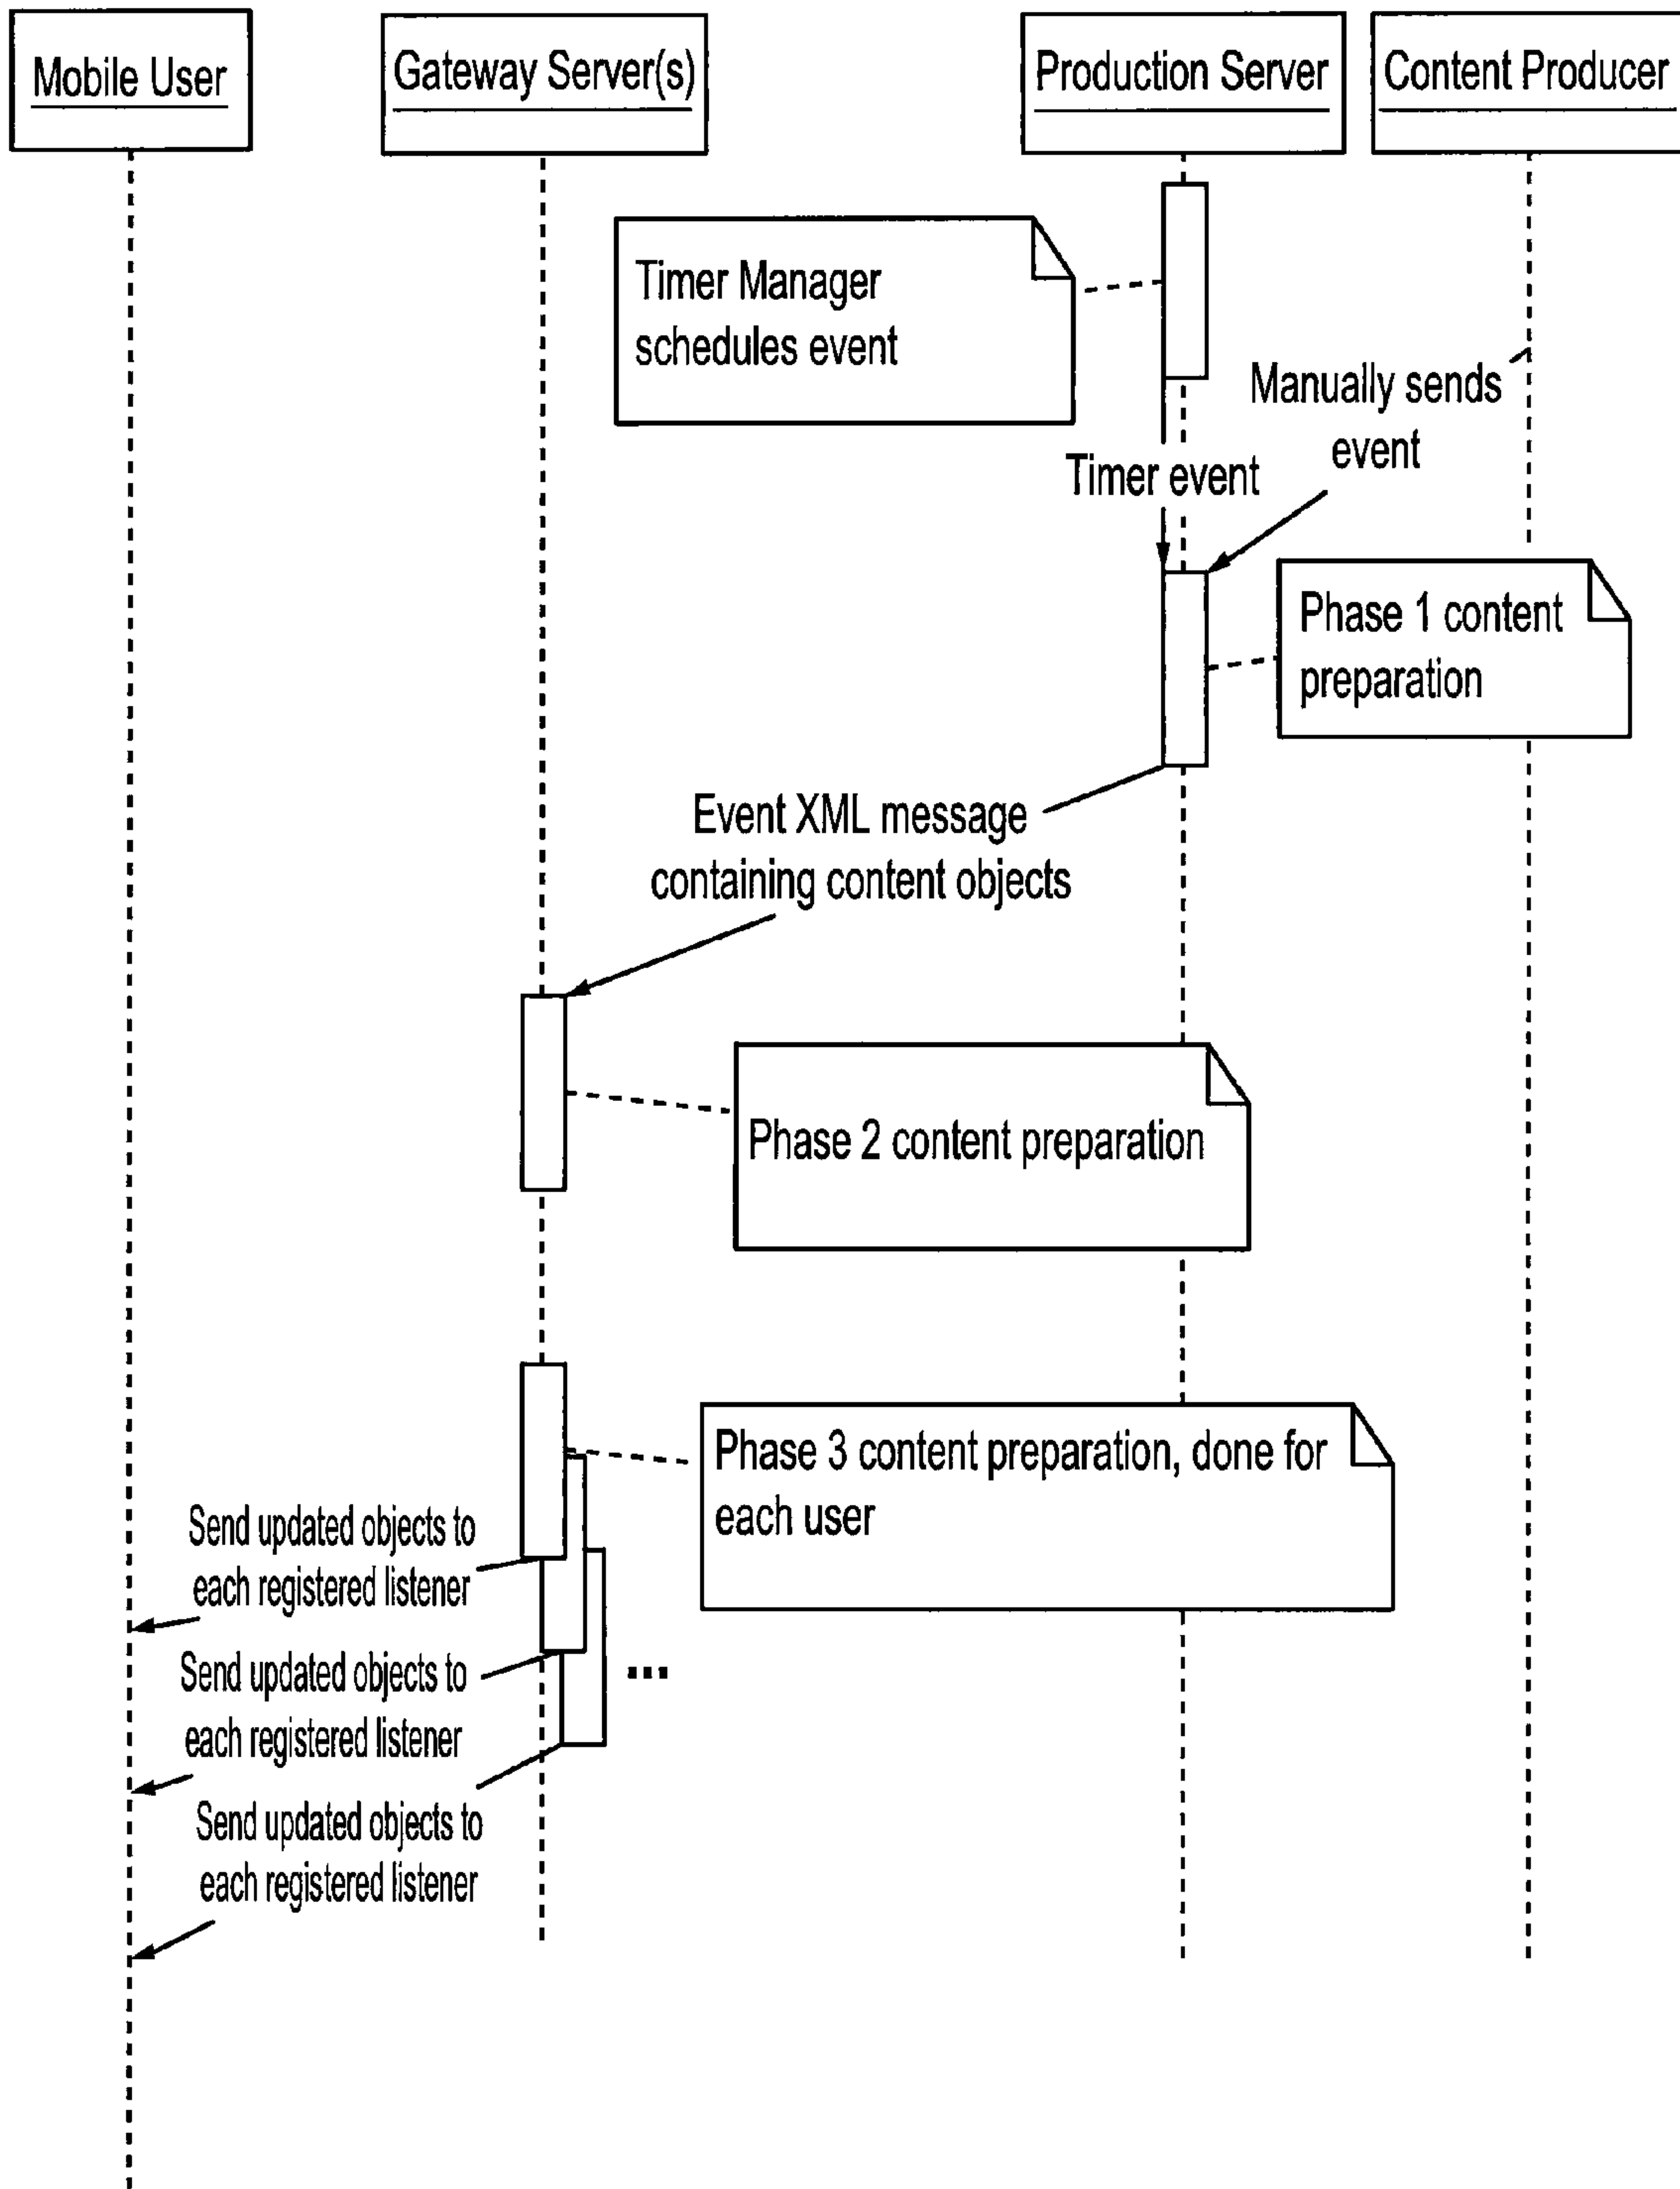 Mobile User
Gateway Server(s)
Production Server
Content Producer
Timer Manager
schedules event
Manually sends
event
Timer event
Phase 1 content
preparation
Event XML message
containing content objects
Phase 2 content preparation
Phase 3 content preparation, done for
each user
Send updated objects to
each registered listener
Send updated objects to
each registered listener
...
Send updated objects to
each registered listener